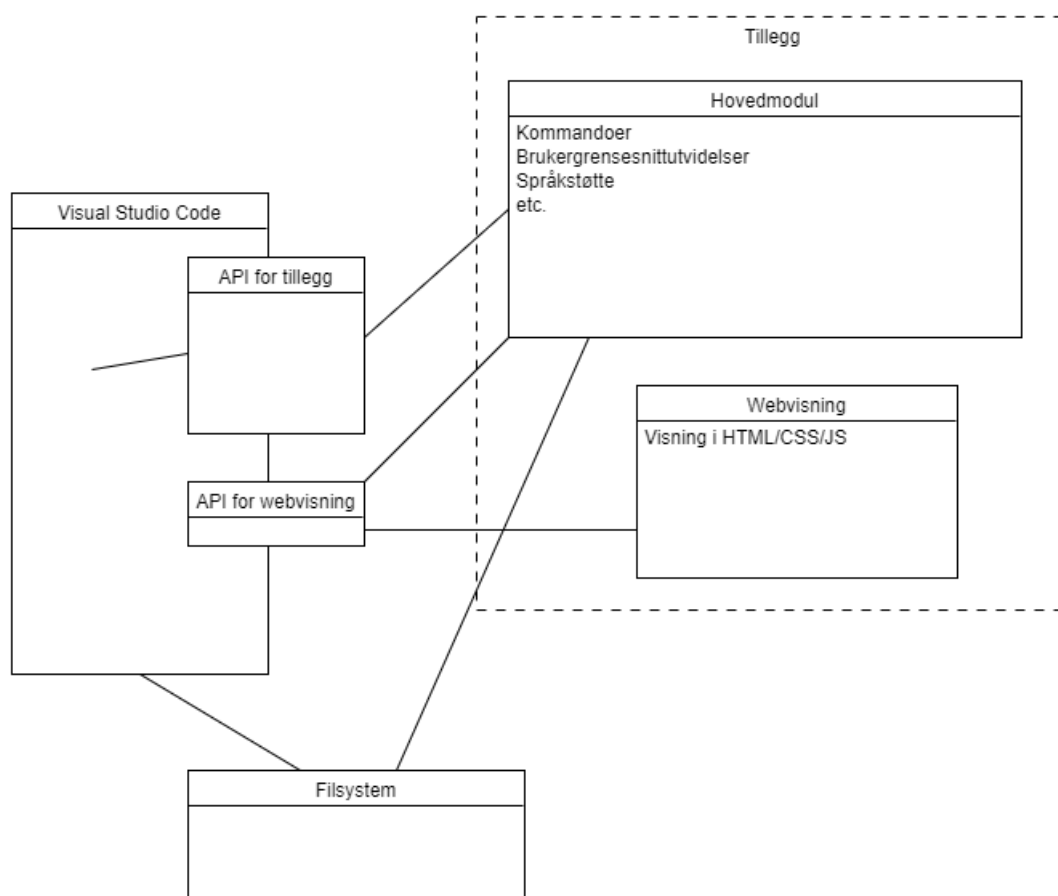 Tillegg
Hovedmodul
Kommandoer
Brukergrensesnittutvidelser
Språkstøtte
etc.
Visual Studio Code
API for tillegg
Webvisning
Visning i HTML/CSS/JS
API for webvisning
Filsystem